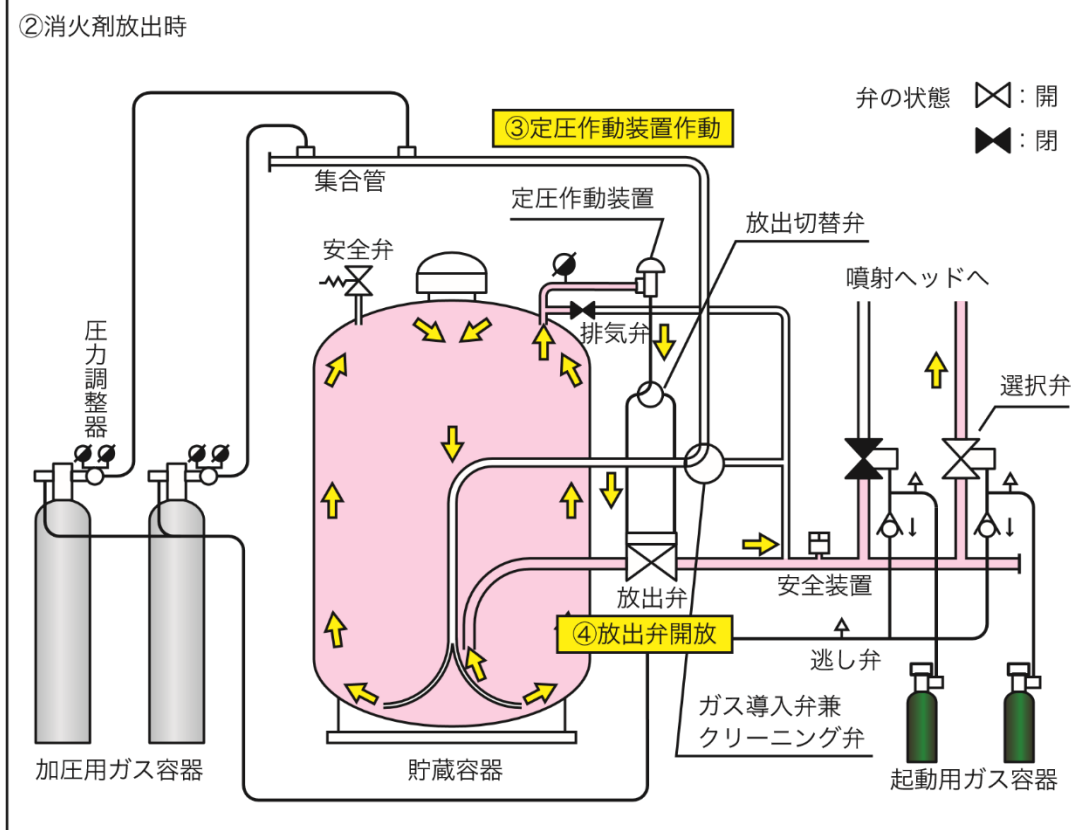 ②消火剤放出時
弁の状態
：開
：閉
③定圧作動装置作動
集合管
定圧作動装置
放出切替弁
安全弁
噴射ヘッドへ
排気弁
圧力調整器
選択弁
放出弁
安全装置
④放出弁開放
逃し弁
ガス導入弁兼
クリーニング弁
加圧用ガス容器
貯蔵容器
起動用ガス容器